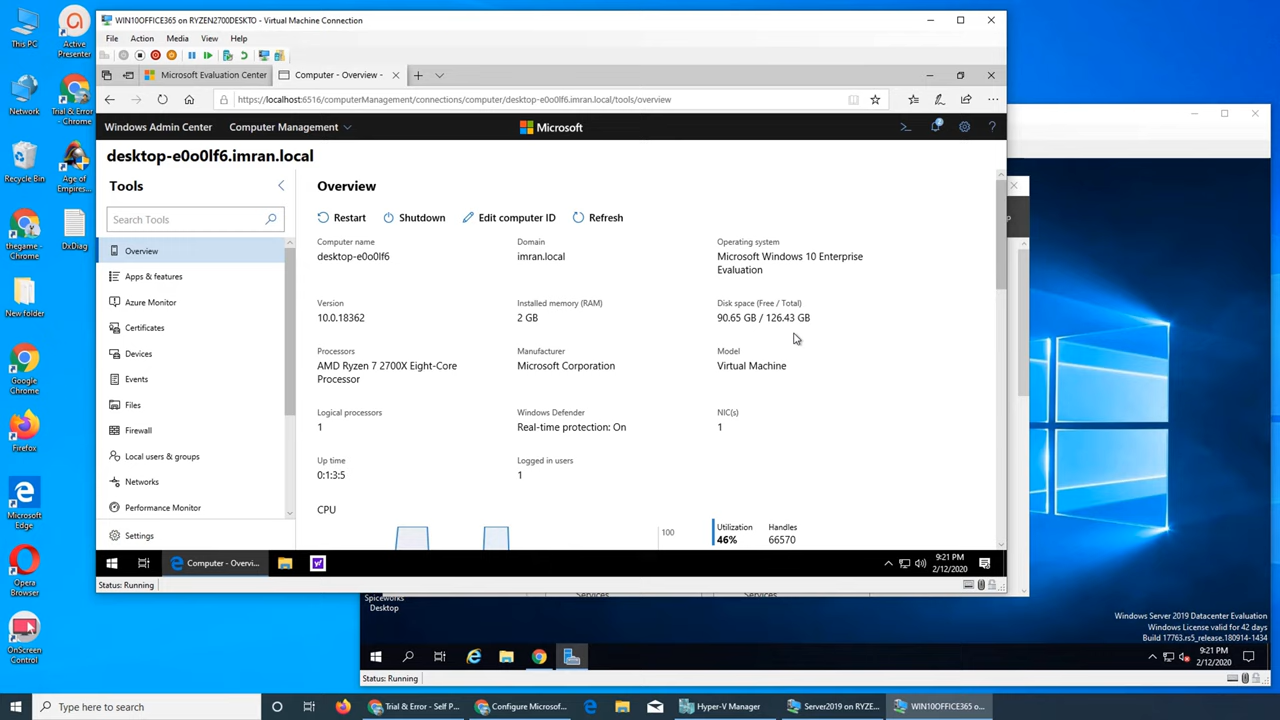 This PC
Active
Presenter
Network
Trial & Error
- Chrome
Recycle Bin
Age of
Empires...
thegame -
Chrome
DxDiag
New folder
Google
Chrome
Firefox
Microsoft
Edge
Opera
Browser
OnScreen
Control
WIN10OFFICE365 on RYZEN2700DESKTO - Virtual Machine Connection
File Action Media View Help
Microsoft Evaluation Center
Computer - Overview -
https://localhost:6516/computerManagement/connections/computer/desktop-e0o0lf6.imran.local/tools/overview
Windows Admin Center
Computer Management
Microsoft
2
desktop-e0o0lf6.imran.local
Tools
Search Tools
Overview
Apps & features
Azure Monitor
Certificates
Devices
Events
Files
Firewall
Local users & groups
Networks
Performance Monitor
Settings
Overview
Restart Shutdown Edit computer ID Refresh
Computer name
desktop-e0o0lf6
Domain
imran.local
Operating system
Microsoft Windows 10 Enterprise
Evaluation
Version
10.0.18362
Installed memory (RAM)
2 GB
Disk space (Free / Total)
90.65 GB / 126.43 GB
Processors
AMD Ryzen 7 2700X Eight-Core
Processor
Manufacturer
Microsoft Corporation
Model
Virtual Machine
Logical processors
1
Windows Defender
Real-time protection: On
NIC(s)
1
Up time
0:1:3:5
Logged in users
1
CPU
100
Utilization
46%
Handles
66570
Computer - Overvi...
9:21 PM
2/12/2020
Status: Running
Spiceworks
Desktop
Windows Server 2019 Datacenter Evaluation
Windows License valid for 42 days
Build 17763.rs5_release.180914-1434
9:21 PM
2/12/2020
Status: Running
Type here to search
Trial & Error - Self P...
Configure Microsof...
Hyper-V Manager
Server2019 on RYZE...
WIN10OFFICE365 o...